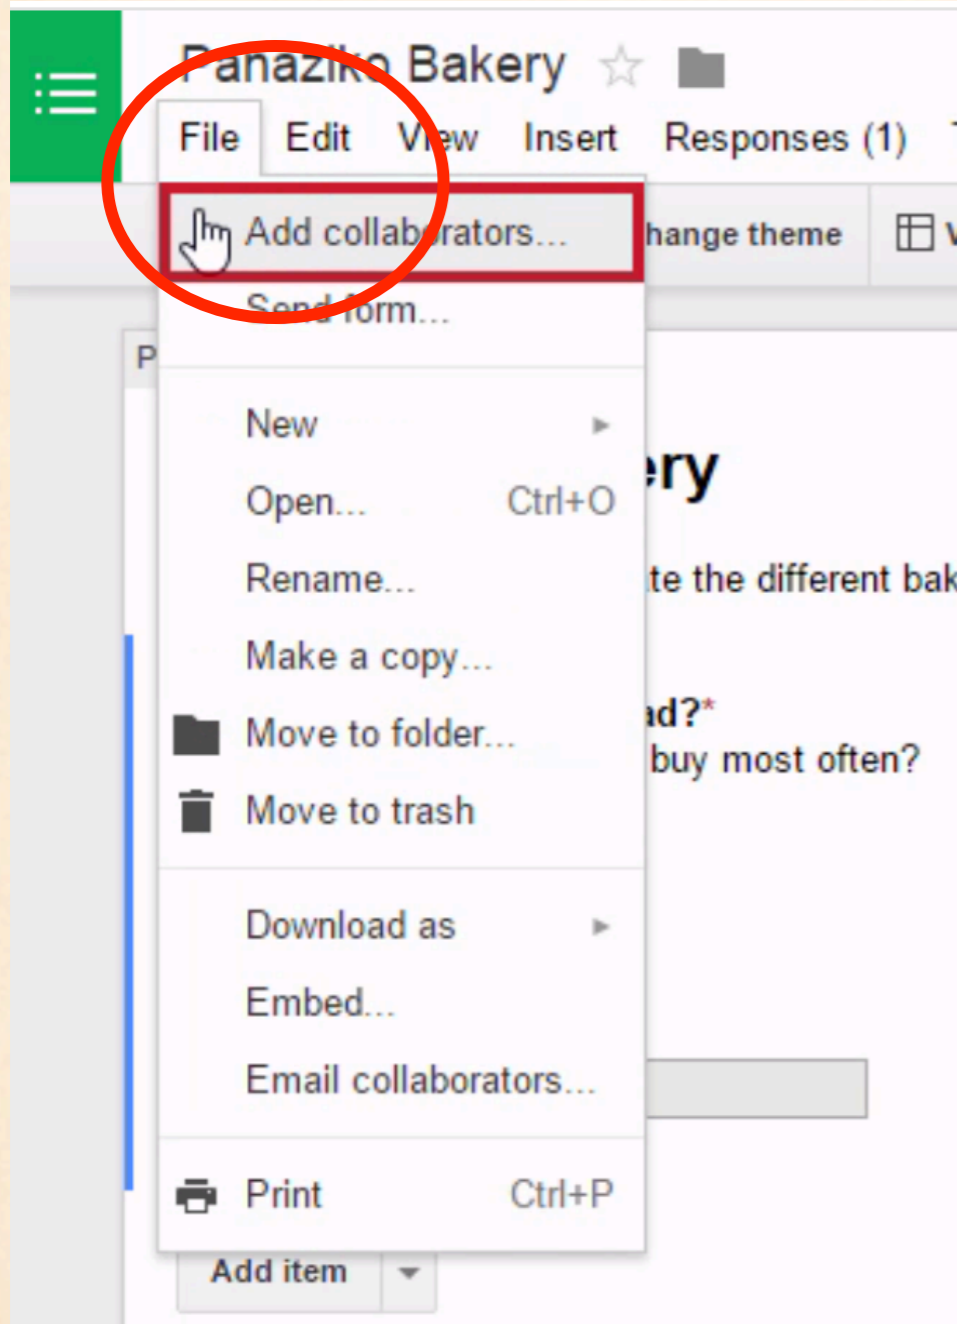 Panaziko Bakery
File Edit View Insert Responses (1)
Add collaborators...
hange theme
Send form...
New
ery
Open... Ctrl+O
Rename...
te the different bak
Make a copy...
ad?*
Move to folder...
buy most often?
Move to trash
Download as
Embed...
Email collaborators...
Print Ctrl+P
Add item